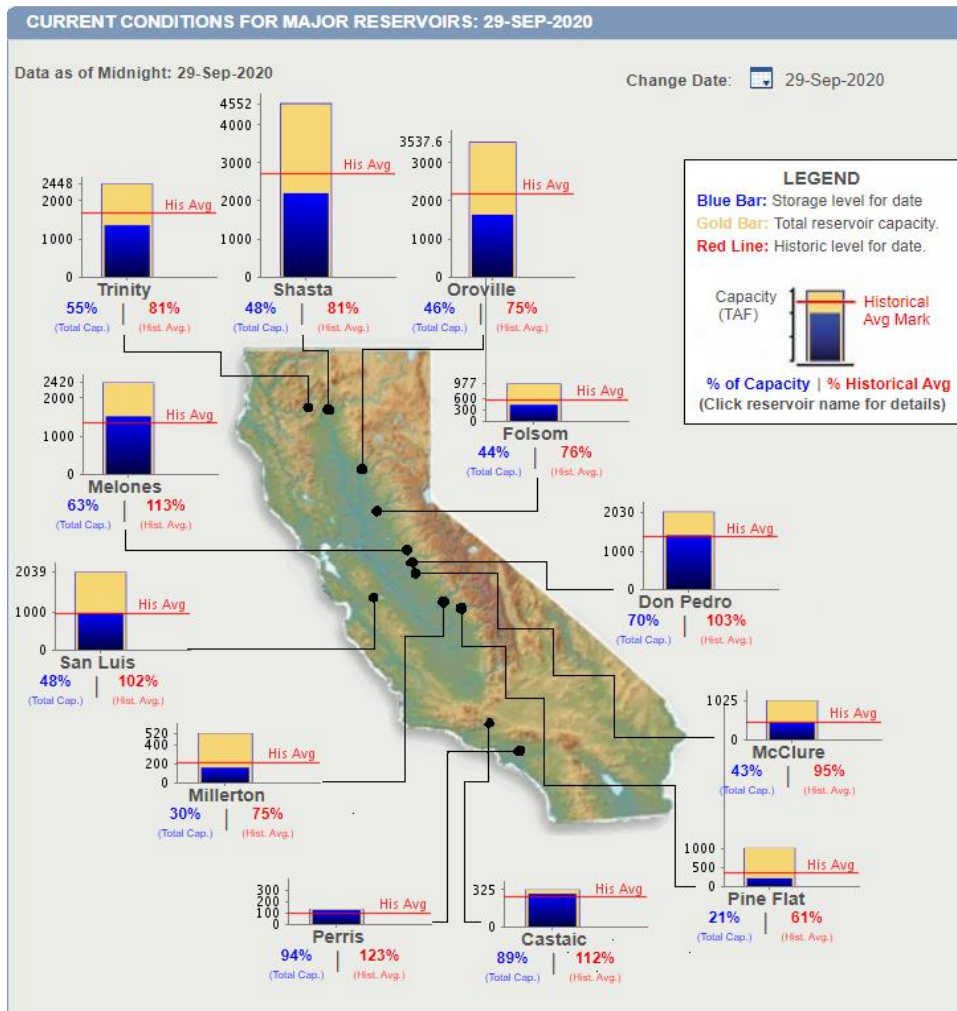 CURRENT CONDITIONS FOR MAJOR RESERVOIRS: 29-SEP-2020
Data as of Midnight: 29-Sep-2020
Change Date: 29-Sep-2020
2448
2000
1000
0
His Avg
Trinity
55% | 81%
(Total Cap.) (Hist. Avg.)
4552
4000
3000
2000
1000
0
His Avg
Shasta
48% | 81%
(Total Cap.) (Hist. Avg.)
3537.6
3000
2000
1000
0
His Avg
Oroville
46% | 75%
(Total Cap.) (Hist. Avg.)
LEGEND
Blue Bar: Storage level for date
Gold Bar: Total reservoir capacity.
Red Line: Historic level for date.
Capacity
(TAF)
Historical
Avg Mark
% of Capacity | % Historical Avg
(Click reservoir name for details)
2420
1000
0
His Avg
Melones
63% | 113%
(Total Cap.) (Hist. Avg.)
977
600
300
0
His Avg
Folsom
44% | 76%
(Total Cap.) (Hist. Avg.)
2030
1000
0
His Avg
Don Pedro
70% | 103%
(Total Cap.) (Hist. Avg.)
2039
1000
0
His Avg
San Luis
48% | 102%
(Total Cap.) (Hist. Avg.)
1025
0
His Avg
McClure
43% | 95%
(Total Cap.) (Hist. Avg.)
520
400
200
0
His Avg
Millerton
30% | 75%
(Total Cap.) (Hist. Avg.)
1000
500
0
His Avg
Pine Flat
21% | 61%
(Total Cap.) (Hist. Avg.)
300
200
100
0
His Avg
Perris
94% | 123%
(Total Cap.) (Hist. Avg.)
325
0
His Avg
Castaic
89% | 112%
(Total Cap.) (Hist. Avg.)